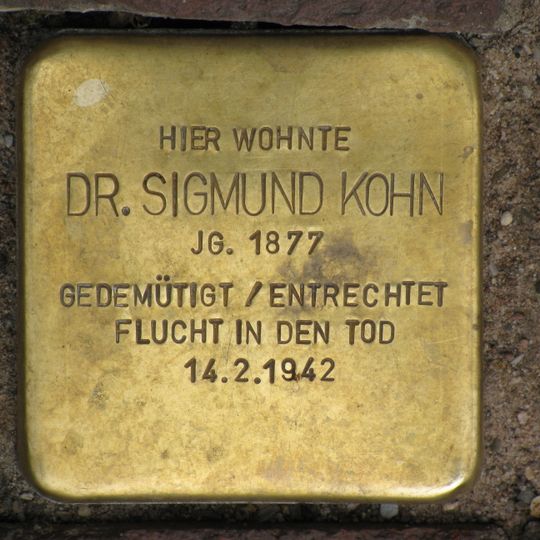 HIER WOHNTE
DR. SIGMUND KOHN
JG. 1877
GEDEMÜTIGT / ENTRECHTET
FLUCHT IN DEN TOD
14.2.1942